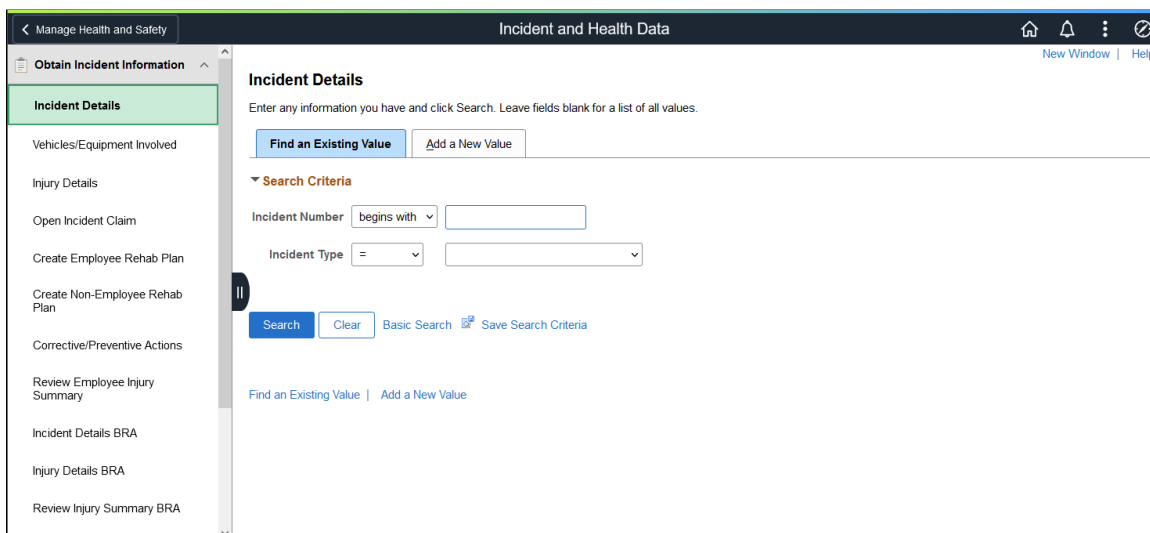 Manage Health and Safety
Incident and Health Data
New Window |
Obtain Incident Information
Incident Details
Vehicles/Equipment Involved
Injury Details
Open Incident Claim
Create Employee Rehab Plan
Create Non-Employee Rehab
Plan
Corrective/Preventive Actions
Review Employee Injury
Summary
Incident Details BRA
Injury Details BRA
Review Injury Summary BRA
Incident Details
Enter any information you have and click Search. Leave fields blank for a list of all values.
Find an Existing Value Add a New Value
Search Criteria
Incident Number begins with
Incident Type =
Search Clear Basic Search Save Search Criteria
Find an Existing Value | Add a New Value